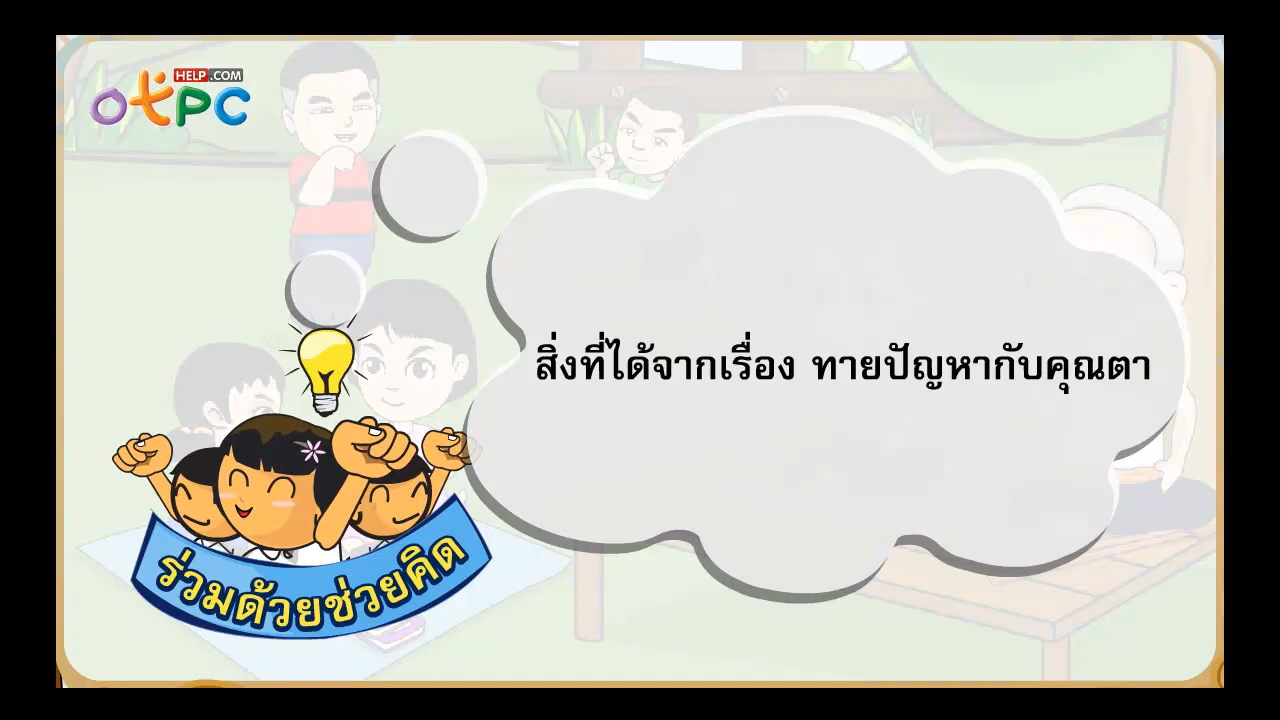 HELP.COM
OTPC
สิ่งที่ได้จากเรื่อง ทายปัญหากับคุณตา
ร่วมด้วยช่วยคิด